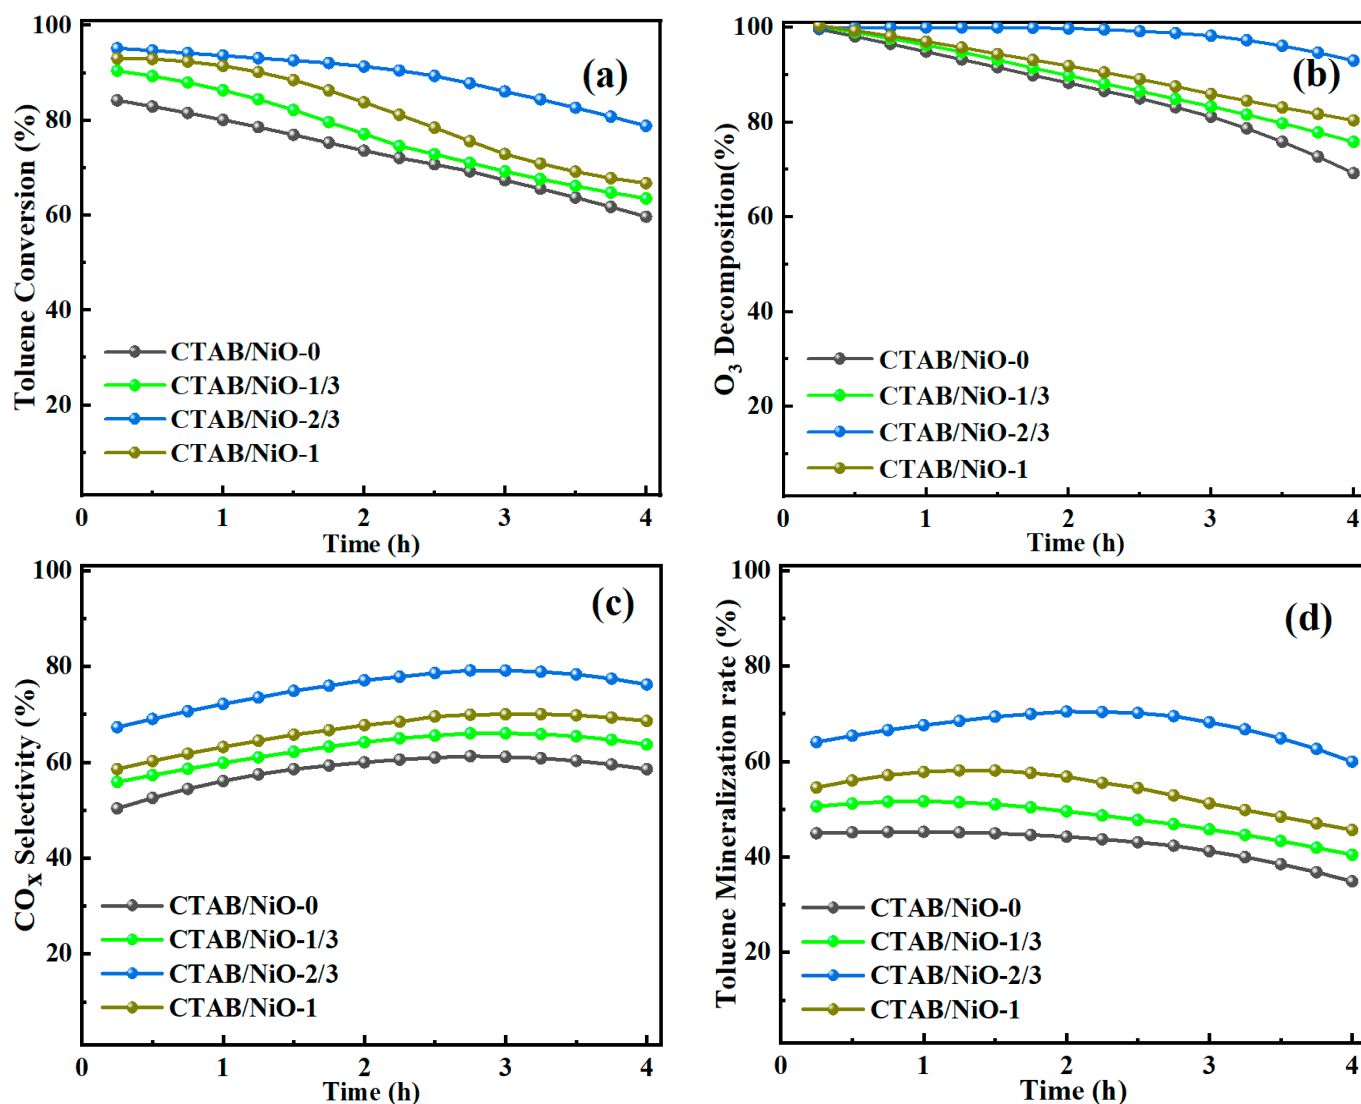 (a)
Toluene Conversion (%)
100
80
60
40
20
CTAB/NiO-0
CTAB/NiO-1/3
CTAB/NiO-2/3
CTAB/NiO-1
0 1 2 3 4
Time (h)
(b)
O3 Decomposition(%)
100
80
60
40
20
CTAB/NiO-0
CTAB/NiO-1/3
CTAB/NiO-2/3
CTAB/NiO-1
0 1 2 3 4
Time (h)
(c)
COX Selectivity (%)
100
80
60
40
20
CTAB/NiO-0
CTAB/NiO-1/3
CTAB/NiO-2/3
CTAB/NiO-1
0 1 2 3 4
Time (h)
(d)
Toluene Mineralization rate (%)
100
80
60
40
20
CTAB/NiO-0
CTAB/NiO-1/3
CTAB/NiO-2/3
CTAB/NiO-1
0 1 2 3 4
Time (h)